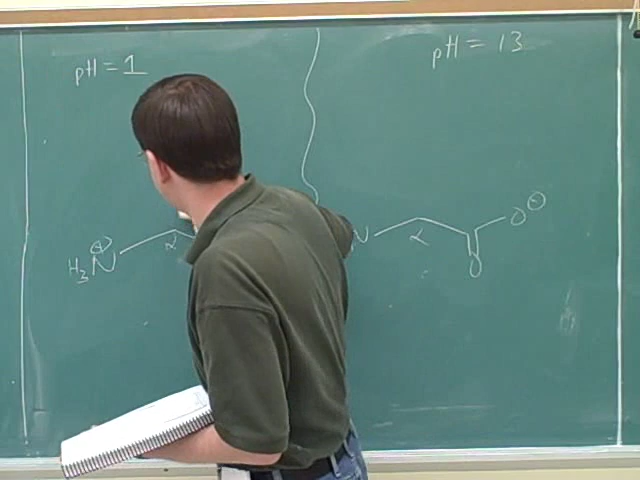 pH = 1
pH = 13
H₃N ⊕ α
N α O ⊖
O